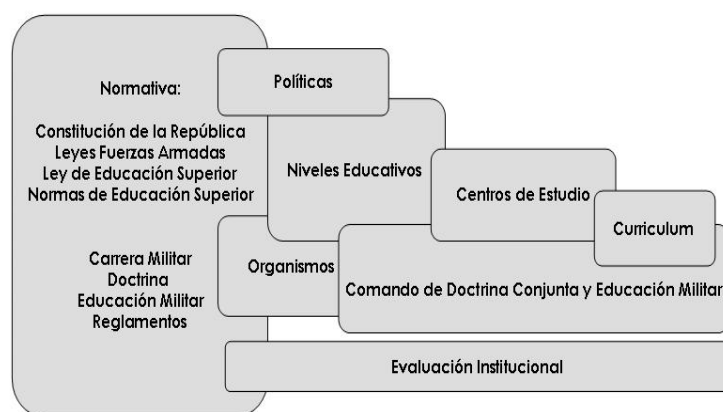 Normativa:
Constitución de la República
Leyes Fuerzas Armadas
Ley de Educación Superior
Normas de Educación Superior
Carrera Militar
Doctrina
Educación Militar
Reglamentos
Políticas
Niveles Educativos
Centros de Estudio
Curriculum
Organismos
Comando de Doctrina Conjunta y Educación Militar
Evaluación Institucional